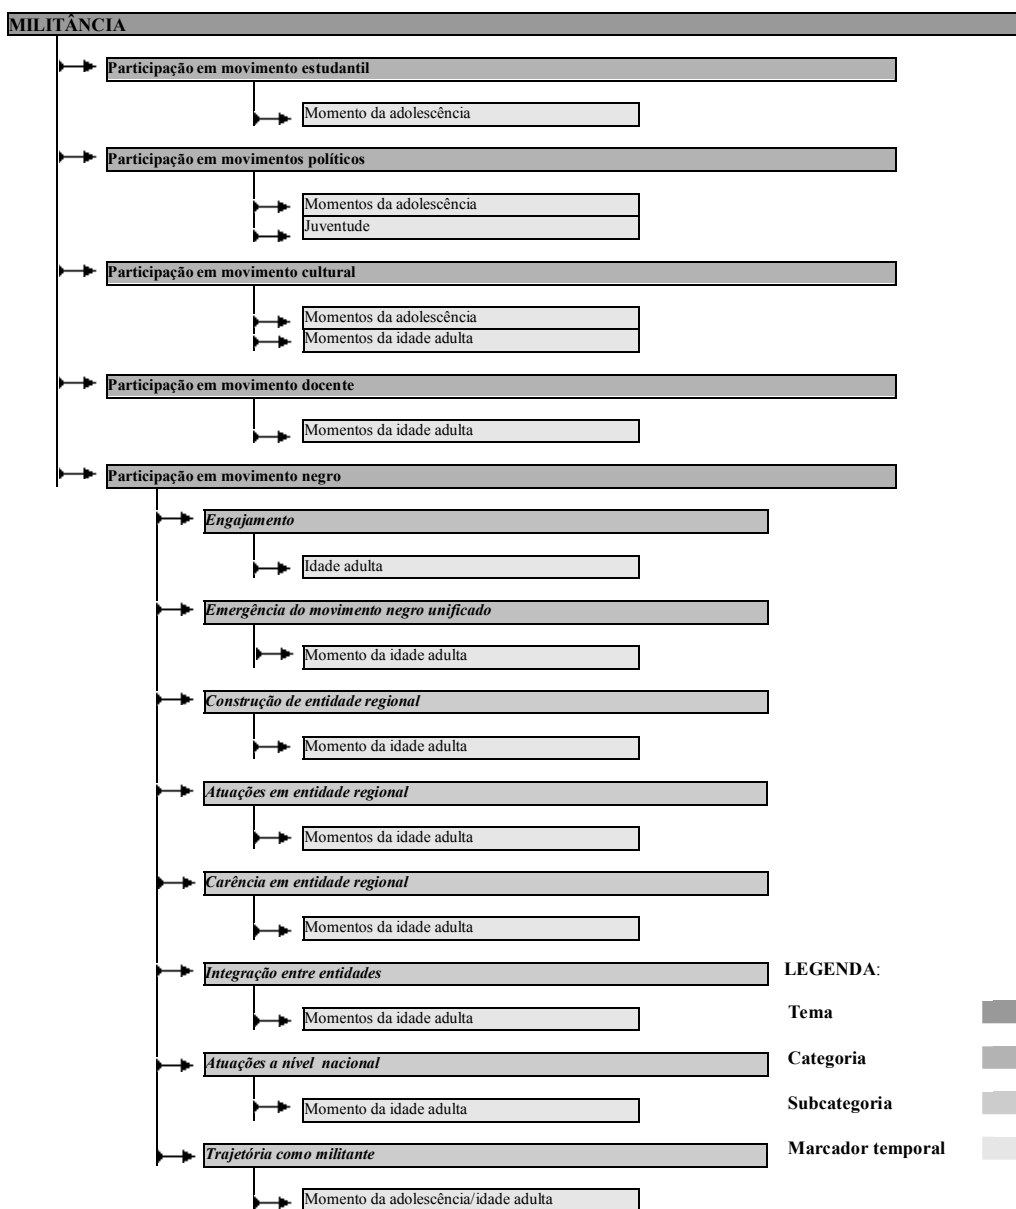 MILITÂNCIA
Participação em movimento estudantil
Momento da adolescência
Participação em movimentos políticos
Momentos da adolescência
Juventude
Participação em movimento cultural
Momentos da adolescência
Momentos da idade adulta
Participação em movimento docente
Momentos da idade adulta
Participação em movimento negro
Engajamento
Idade adulta
Emergência do movimento negro unificado
Momento da idade adulta
Construção de entidade regional
Momento da idade adulta
Atuações em entidade regional
Momentos da idade adulta
Carência em entidade regional
Momentos da idade adulta
Integração entre entidades
Momentos da idade adulta
Atuações a nível nacional
Momento da idade adulta
Trajetória como militante
Momento da adolescência/idade adulta
LEGENDA:
Tema
Categoria
Subcategoria
Marcador temporal